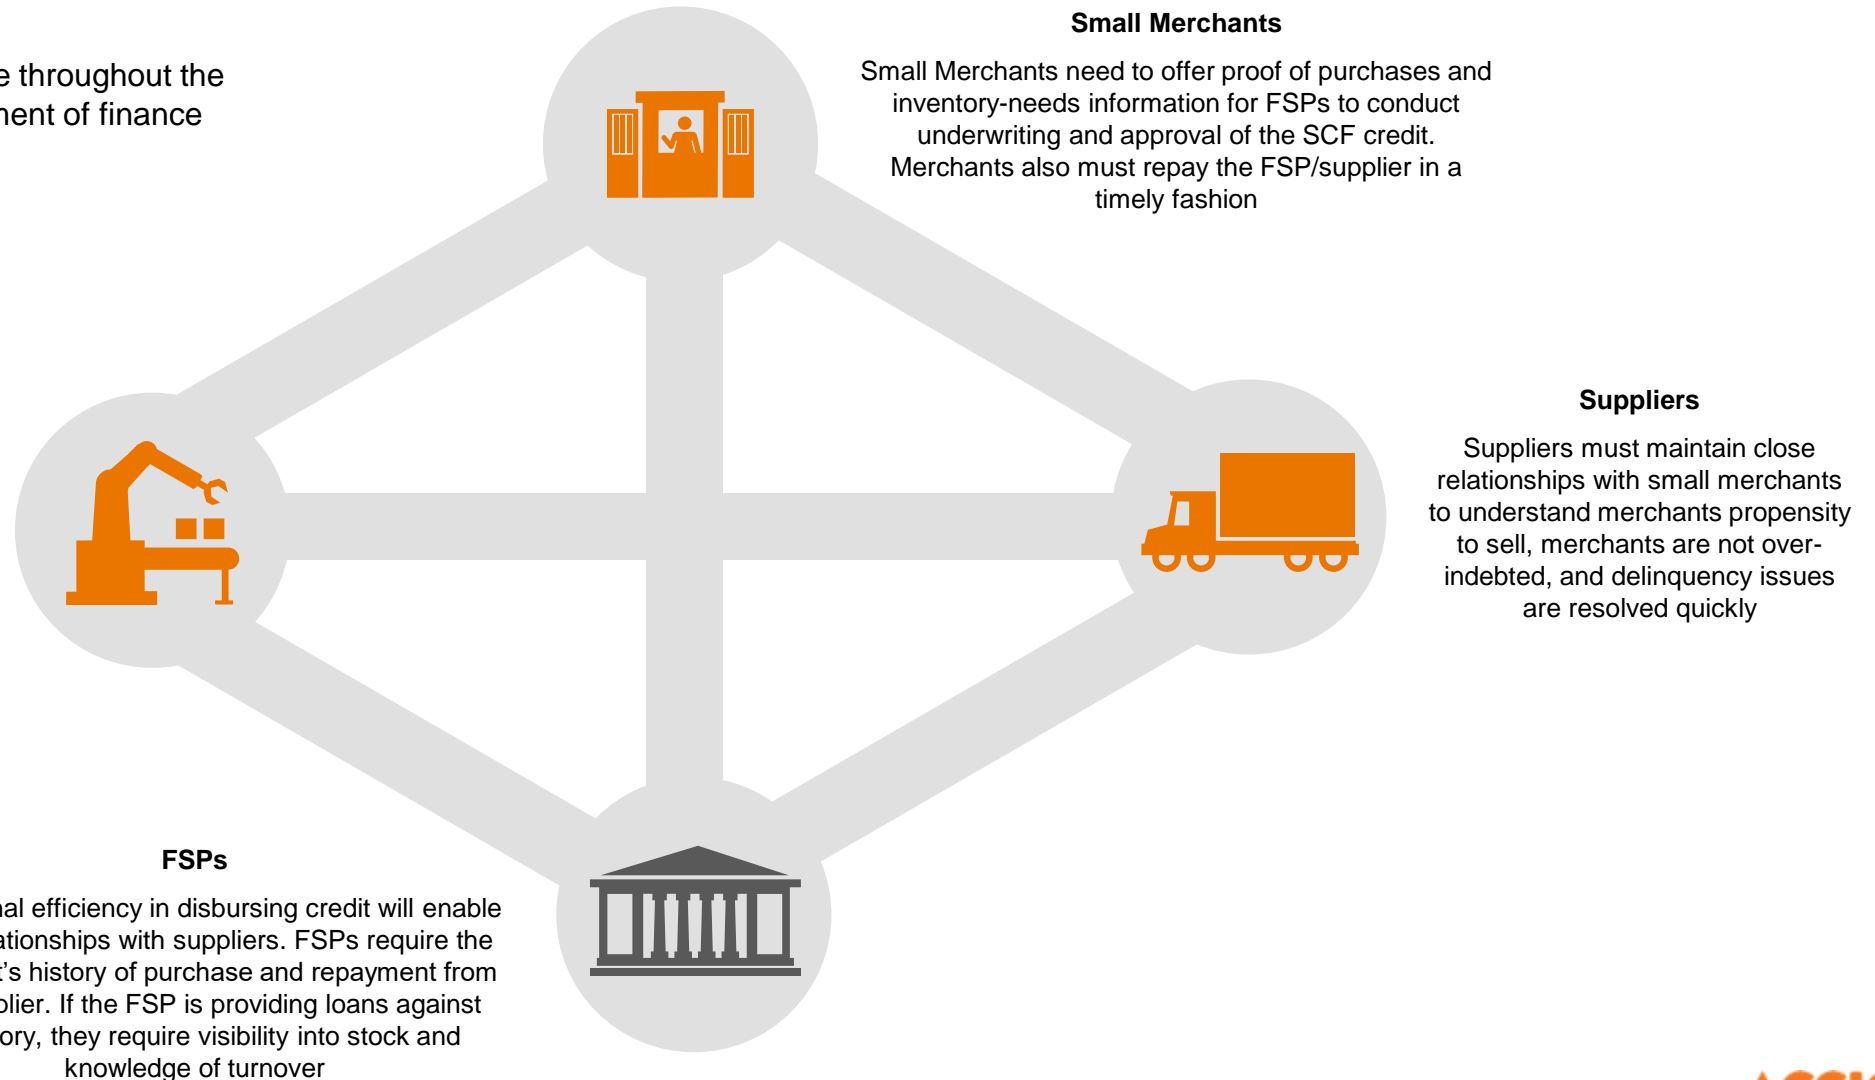 throughout the
of finance
Small Merchants
Small Merchants need to offer proof of purchases and
inventory-needs information for FSPs to conduct
underwriting and approval of the SCF credit.
Merchants also must repay the FSP/supplier in a
timely fashion
Suppliers
Suppliers must maintain close
relationships with small merchants
to understand merchants propensity
to sell, merchants are not over-
indebted, and delinquency issues
are resolved quickly
FSPs
efficiency in disbursing credit will enable
with suppliers. FSPs require the
history of purchase and repayment from
If the FSP is providing loans against
they require visibility into stock and
knowledge of turnover